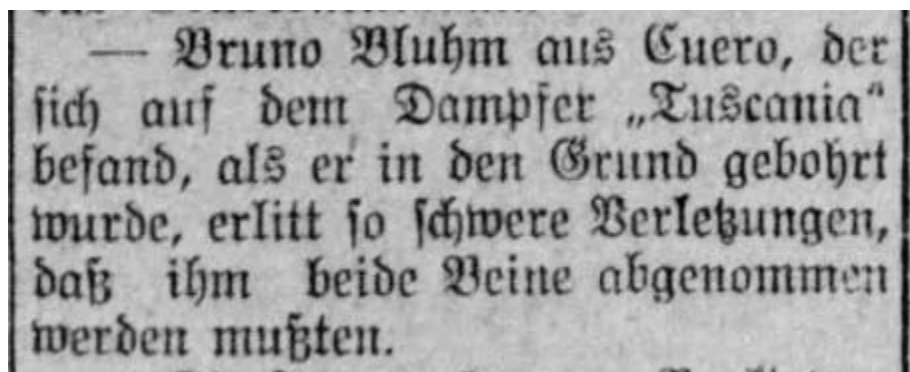 — Bruno Bluhm aus Cuero, der
sich auf dem Dampfer „Tuscania“
befand, als er in den Grund gebohrt
wurde, erlitt so schwere Verletzungen,
daß ihm beide Beine abgenommen
werden mußten.